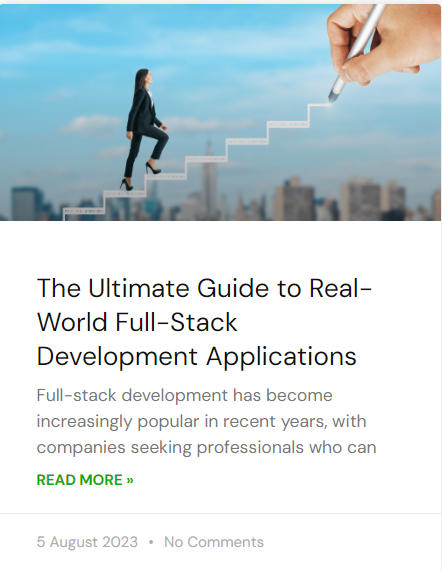 The Ultimate Guide to Real-
World Full-Stack
Development Applications
Full-stack development has become
increasingly popular in recent years, with
companies seeking professionals who can
READ MORE »
5 August 2023 • No Comments